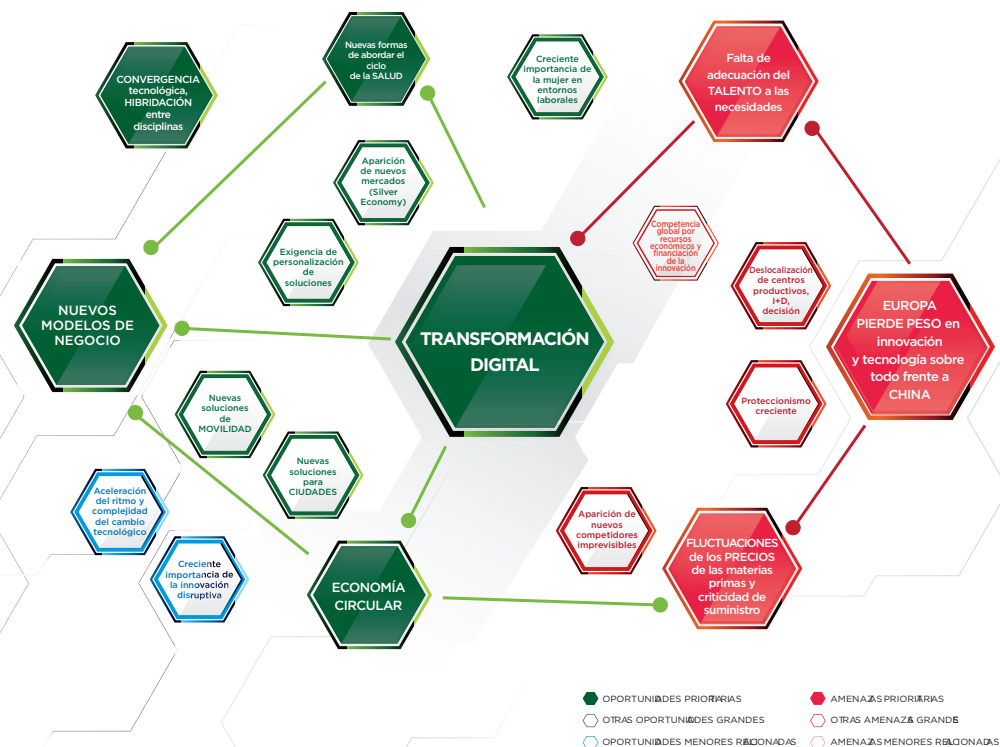 CONVERGENCIA
tecnológica,
HIBRIDACIÓN
entre
disciplinas
Nuevas formas
de abordar el
ciclo
de la SALUD
Creciente
importancia de
la mujer en
entornos
laborales
Falta de
adecuación del
TALENTO a las
necesidades
Aparición
de nuevos
mercados
(Silver
Economy)
Exigencia de
personalización
de
soluciones
Competencia
global por
recursos
económicos y
financiación
de la
innovación
Deslocalización
de centros
productivos,
I+D,
decisión
NUEVOS
MODELOS DE
NEGOCIO
TRANSFORMACIÓN
DIGITAL
EUROPA
PIERDE PESO en
innovación
y tecnología sobre
todo frente a
CHINA
Nuevas
soluciones
de
MOVILIDAD
Proteccionismo
creciente
Nuevas
soluciones
para
CIUDADES
Aceleración
del ritmo y
complejidad
del cambio
tecnológico
Aparición de
nuevos
competidores
imprevisibles
Creciente
importancia de
la innovación
disruptiva
ECONOMÍA
CIRCULAR
FLUCTUACIONES
de los PRECIOS
de las materias
primas y
criticidad de
suministro
OPORTUNIDADES PRIORITARIAS
OTRAS OPORTUNIDADES GRANDES
OPORTUNIDADES MENORES RELACIONADAS
AMENAZAS PRIORITARIAS
OTRAS AMENAZAS GRANDES
AMENAZAS MENORES RELACIONADAS